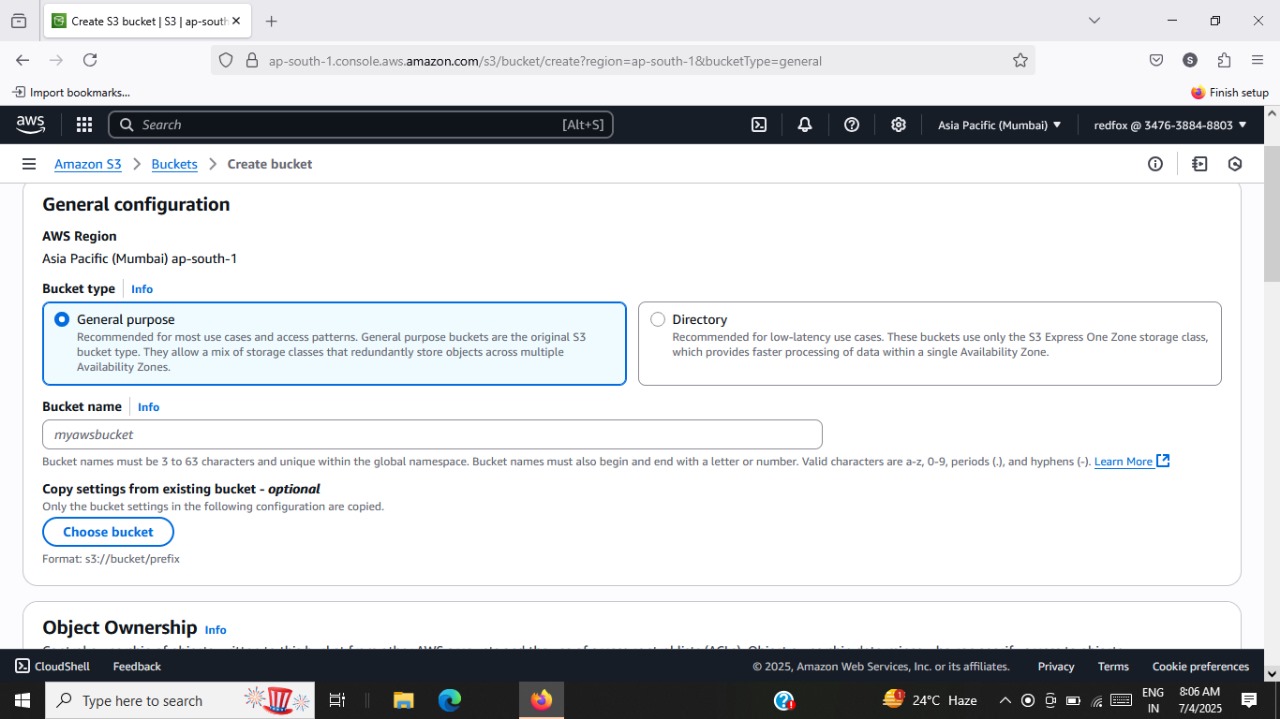 Create S3 bucket | S3 | ap-south
ap-south-1.console.aws.amazon.com/s3/bucket/create?region=ap-south-1&bucketType=general
S
Import bookmarks...
Finish setup
aws
Search
[Alt+S]
Asia Pacific (Mumbai)
redfox @ 3476-3884-8803
Amazon S3 > Buckets > Create bucket
General configuration
AWS Region
Asia Pacific (Mumbai) ap-south-1
Bucket type
Info
General purpose
Recommended for most use cases and access patterns. General purpose buckets are the original S3
bucket type. They allow a mix of storage classes that redundantly store objects across multiple
Availability Zones.
Directory
Recommended for low-latency use cases. These buckets use only the S3 Express One Zone storage class,
which provides faster processing of data within a single Availability Zone.
Bucket name
Info
myawsbucket
Bucket names must be 3 to 63 characters and unique within the global namespace. Bucket names must also begin and end with a letter or number. Valid characters are a-z, 0-9, periods (.), and hyphens (-). Learn More
Copy settings from existing bucket - optional
Only the bucket settings in the following configuration are copied.
Choose bucket
Format: s3://bucket/prefix
Object Ownership
Info
CloudShell
Feedback
© 2025, Amazon Web Services, Inc. or its affiliates.
Privacy
Terms
Cookie preferences
Type here to search
1
24°C Haze
ENG
IN
8:06 AM
7/4/2025